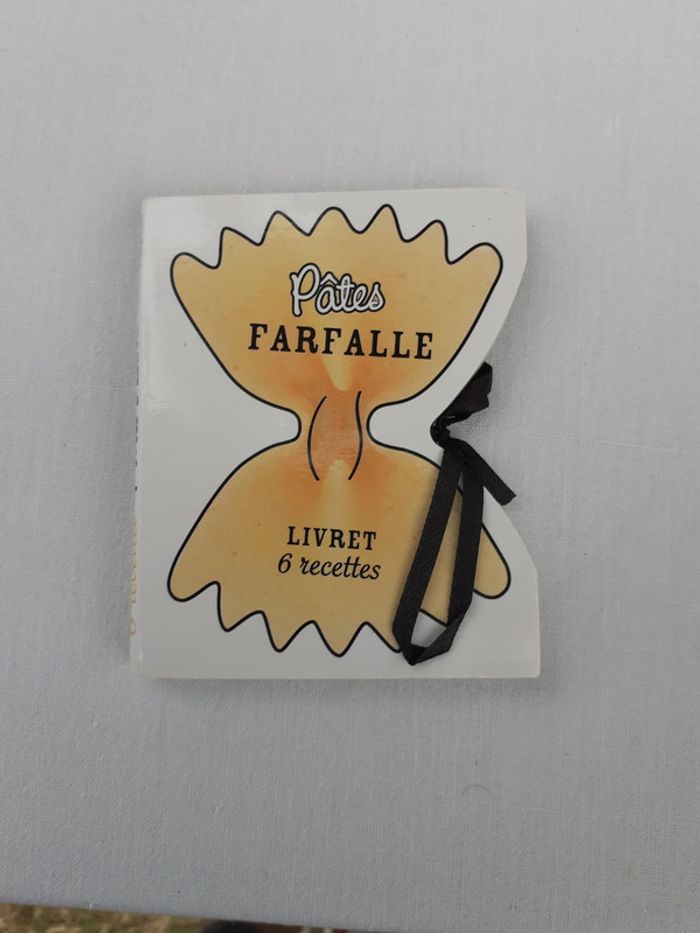 Pâtes
FARFALLE
LIVRET
6 recettes